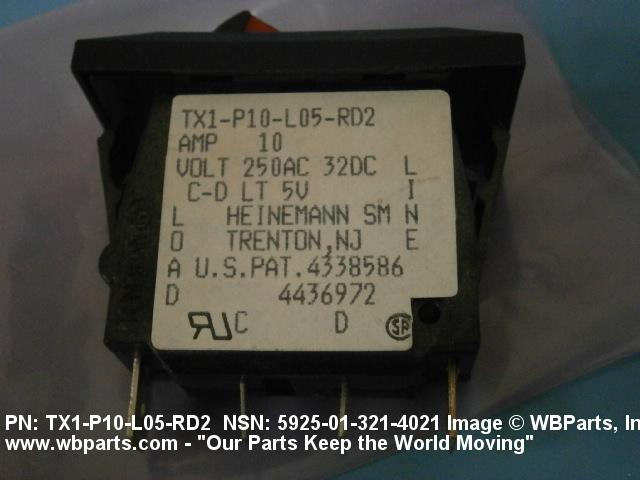 TX1-P10-L05-RD2
AMP 10
VOLT 250AC 32DC L
C-D LT 5V I
L HEINEMANN SM N
O TRENTON,NJ E
A U.S.PAT.4338586
D 4436972
RU C D SA
PN: TX1-P10-L05-RD2 NSN: 5925-01-321-4021 Image © WBParts, In
www.wbparts.com - "Our Parts Keep the World Moving"